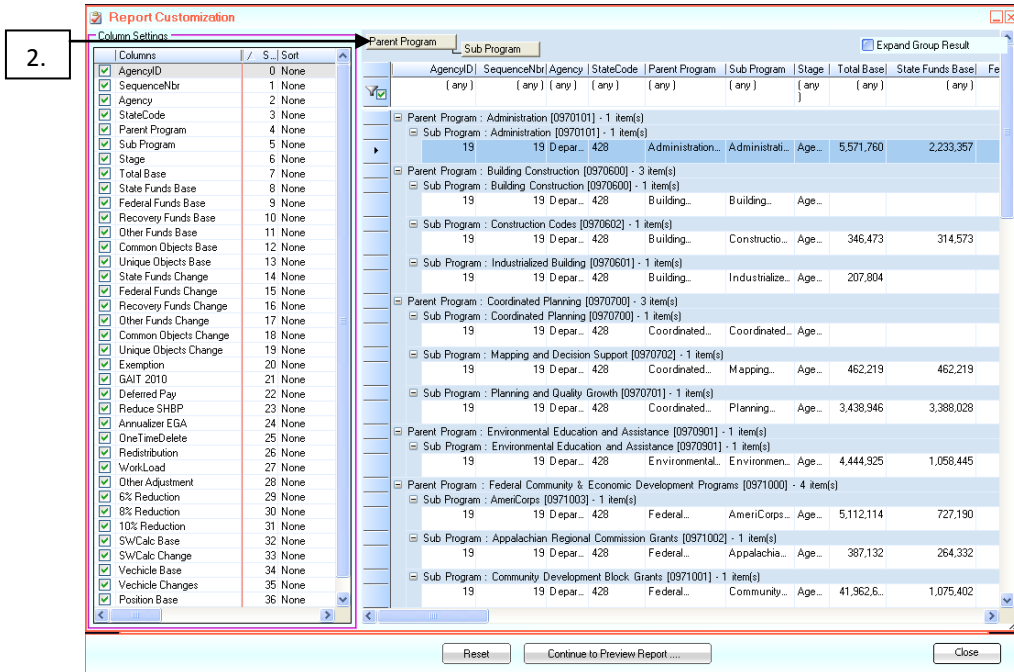 Report Customization
2.
Column Settings
Columns / S... Sort
AgencyID 0 None
SequenceNbr 1 None
Agency 2 None
StateCode 3 None
Parent Program 4 None
Sub Program 5 None
Stage 6 None
Total Base 7 None
State Funds Base 8 None
Federal Funds Base 9 None
Recovery Funds Base 10 None
Other Funds Base 11 None
Common Objects Base 12 None
Unique Objects Base 13 None
State Funds Change 14 None
Federal Funds Change 15 None
Recovery Funds Change 16 None
Other Funds Change 17 None
Common Objects Change 18 None
Unique Objects Change 19 None
Exemption 20 None
GAIT 2010 21 None
Deferred Pay 22 None
Reduce SHBP 23 None
Annualizer EGA 24 None
OneTimeDelete 25 None
Redistribution 26 None
WorkLoad 27 None
Other Adjustment 28 None
6% Reduction 29 None
8% Reduction 30 None
10% Reduction 31 None
SWCalc Base 32 None
SWCalc Change 33 None
Vechicle Base 34 None
Vechicle Changes 35 None
Position Base 36 None
Parent Program
Sub Program
Expand Group Result
AgencyID SequenceNbr Agency StateCode Parent Program Sub Program Stage Total Base State Funds Base Fe
(any) (any) (any) (any) (any) (any) (any) (any) (any)
Parent Program : Administration [0970101] - 1 item(s)
Sub Program : Administration [0970101] - 1 item(s)
19 19 Depar... 428 Administration... Administrati... Age... 5,571,760 2,233,357
Parent Program : Building Construction [0970600] - 3 item(s)
Sub Program : Building Construction [0970600] - 1 item(s)
19 19 Depar... 428 Building... Building... Age...
Sub Program : Construction Codes [0970602] - 1 item(s)
19 19 Depar... 428 Building... Constructio... Age... 346,473 314,573
Sub Program : Industrialized Building [0970601] - 1 item(s)
19 19 Depar... 428 Building... Industrialize... Age... 207,804
Parent Program : Coordinated Planning [0970700] - 3 item(s)
Sub Program : Coordinated Planning [0970700] - 1 item(s)
19 19 Depar... 428 Coordinated... Coordinated... Age...
Sub Program : Mapping and Decision Support [0970702] - 1 item(s)
19 19 Depar... 428 Coordinated... Mapping... Age... 462,219 462,219
Sub Program : Planning and Quality Growth [0970701] - 1 item(s)
19 19 Depar... 428 Coordinated... Planning... Age... 3,438,946 3,388,028
Parent Program : Environmental Education and Assistance [0970901] - 1 item(s)
Sub Program : Environmental Education and Assistance [0970901] - 1 item(s)
19 19 Depar... 428 Environmental... Environmen... Age... 4,444,925 1,058,445
Parent Program : Federal Community & Economic Development Programs [0971000] - 4 item(s)
Sub Program : AmeriCorps [0971003] - 1 item(s)
19 19 Depar... 428 Federal... AmeriCorps... Age... 5,112,114 727,190
Sub Program : Appalachian Regional Commission Grants [0971002] - 1 item(s)
19 19 Depar... 428 Federal... Appalachia... Age... 387,132 264,332
Sub Program : Community Development Block Grants [0971001] - 1 item(s)
19 19 Depar... 428 Federal... Community... Age... 41,962,6... 1,075,402
Reset Continue to Preview Report .... Close